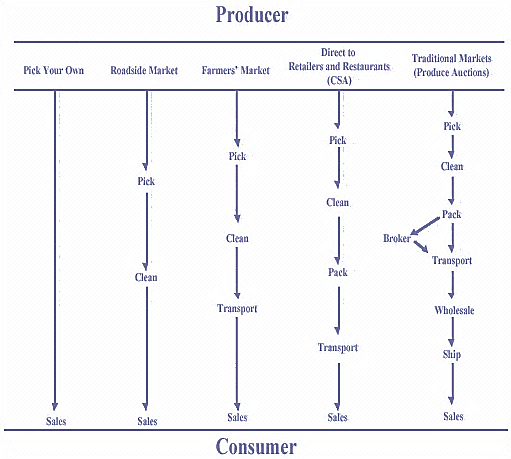 Producer
Pick Your Own
Roadside Market
Farmers' Market
Direct to
Retailers and Restaurants
(CSA)
Traditional Markets
(Produce Auctions)
Pick
Clean
Sales
Pick
Clean
Transport
Sales
Pick
Clean
Pack
Transport
Sales
Pick
Clean
Pack
Broker
Transport
Wholesale
Ship
Sales
Sales
Consumer